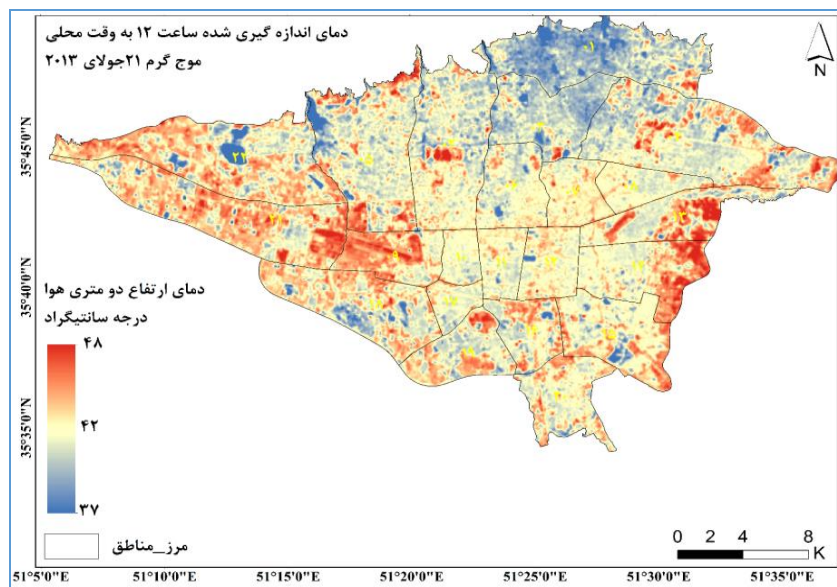 دمای اندازه گیری شده ساعت ۱۲ به وقت محلی
موج گرم ۲۱جولای ۲۰۱۳
N
35°45'0"N
35°40'0"N
35°35'0"N
دمای ارتفاع دو متری هوا
درجه سانتیگراد
۴۸
۴۲
۳۷
مرز_مناطق
0 2 4 8
K
51°5'0"E 51°10'0"E 51°15'0"E 51°20'0"E 51°25'0"E 51°30'0"E 51°35'0"E